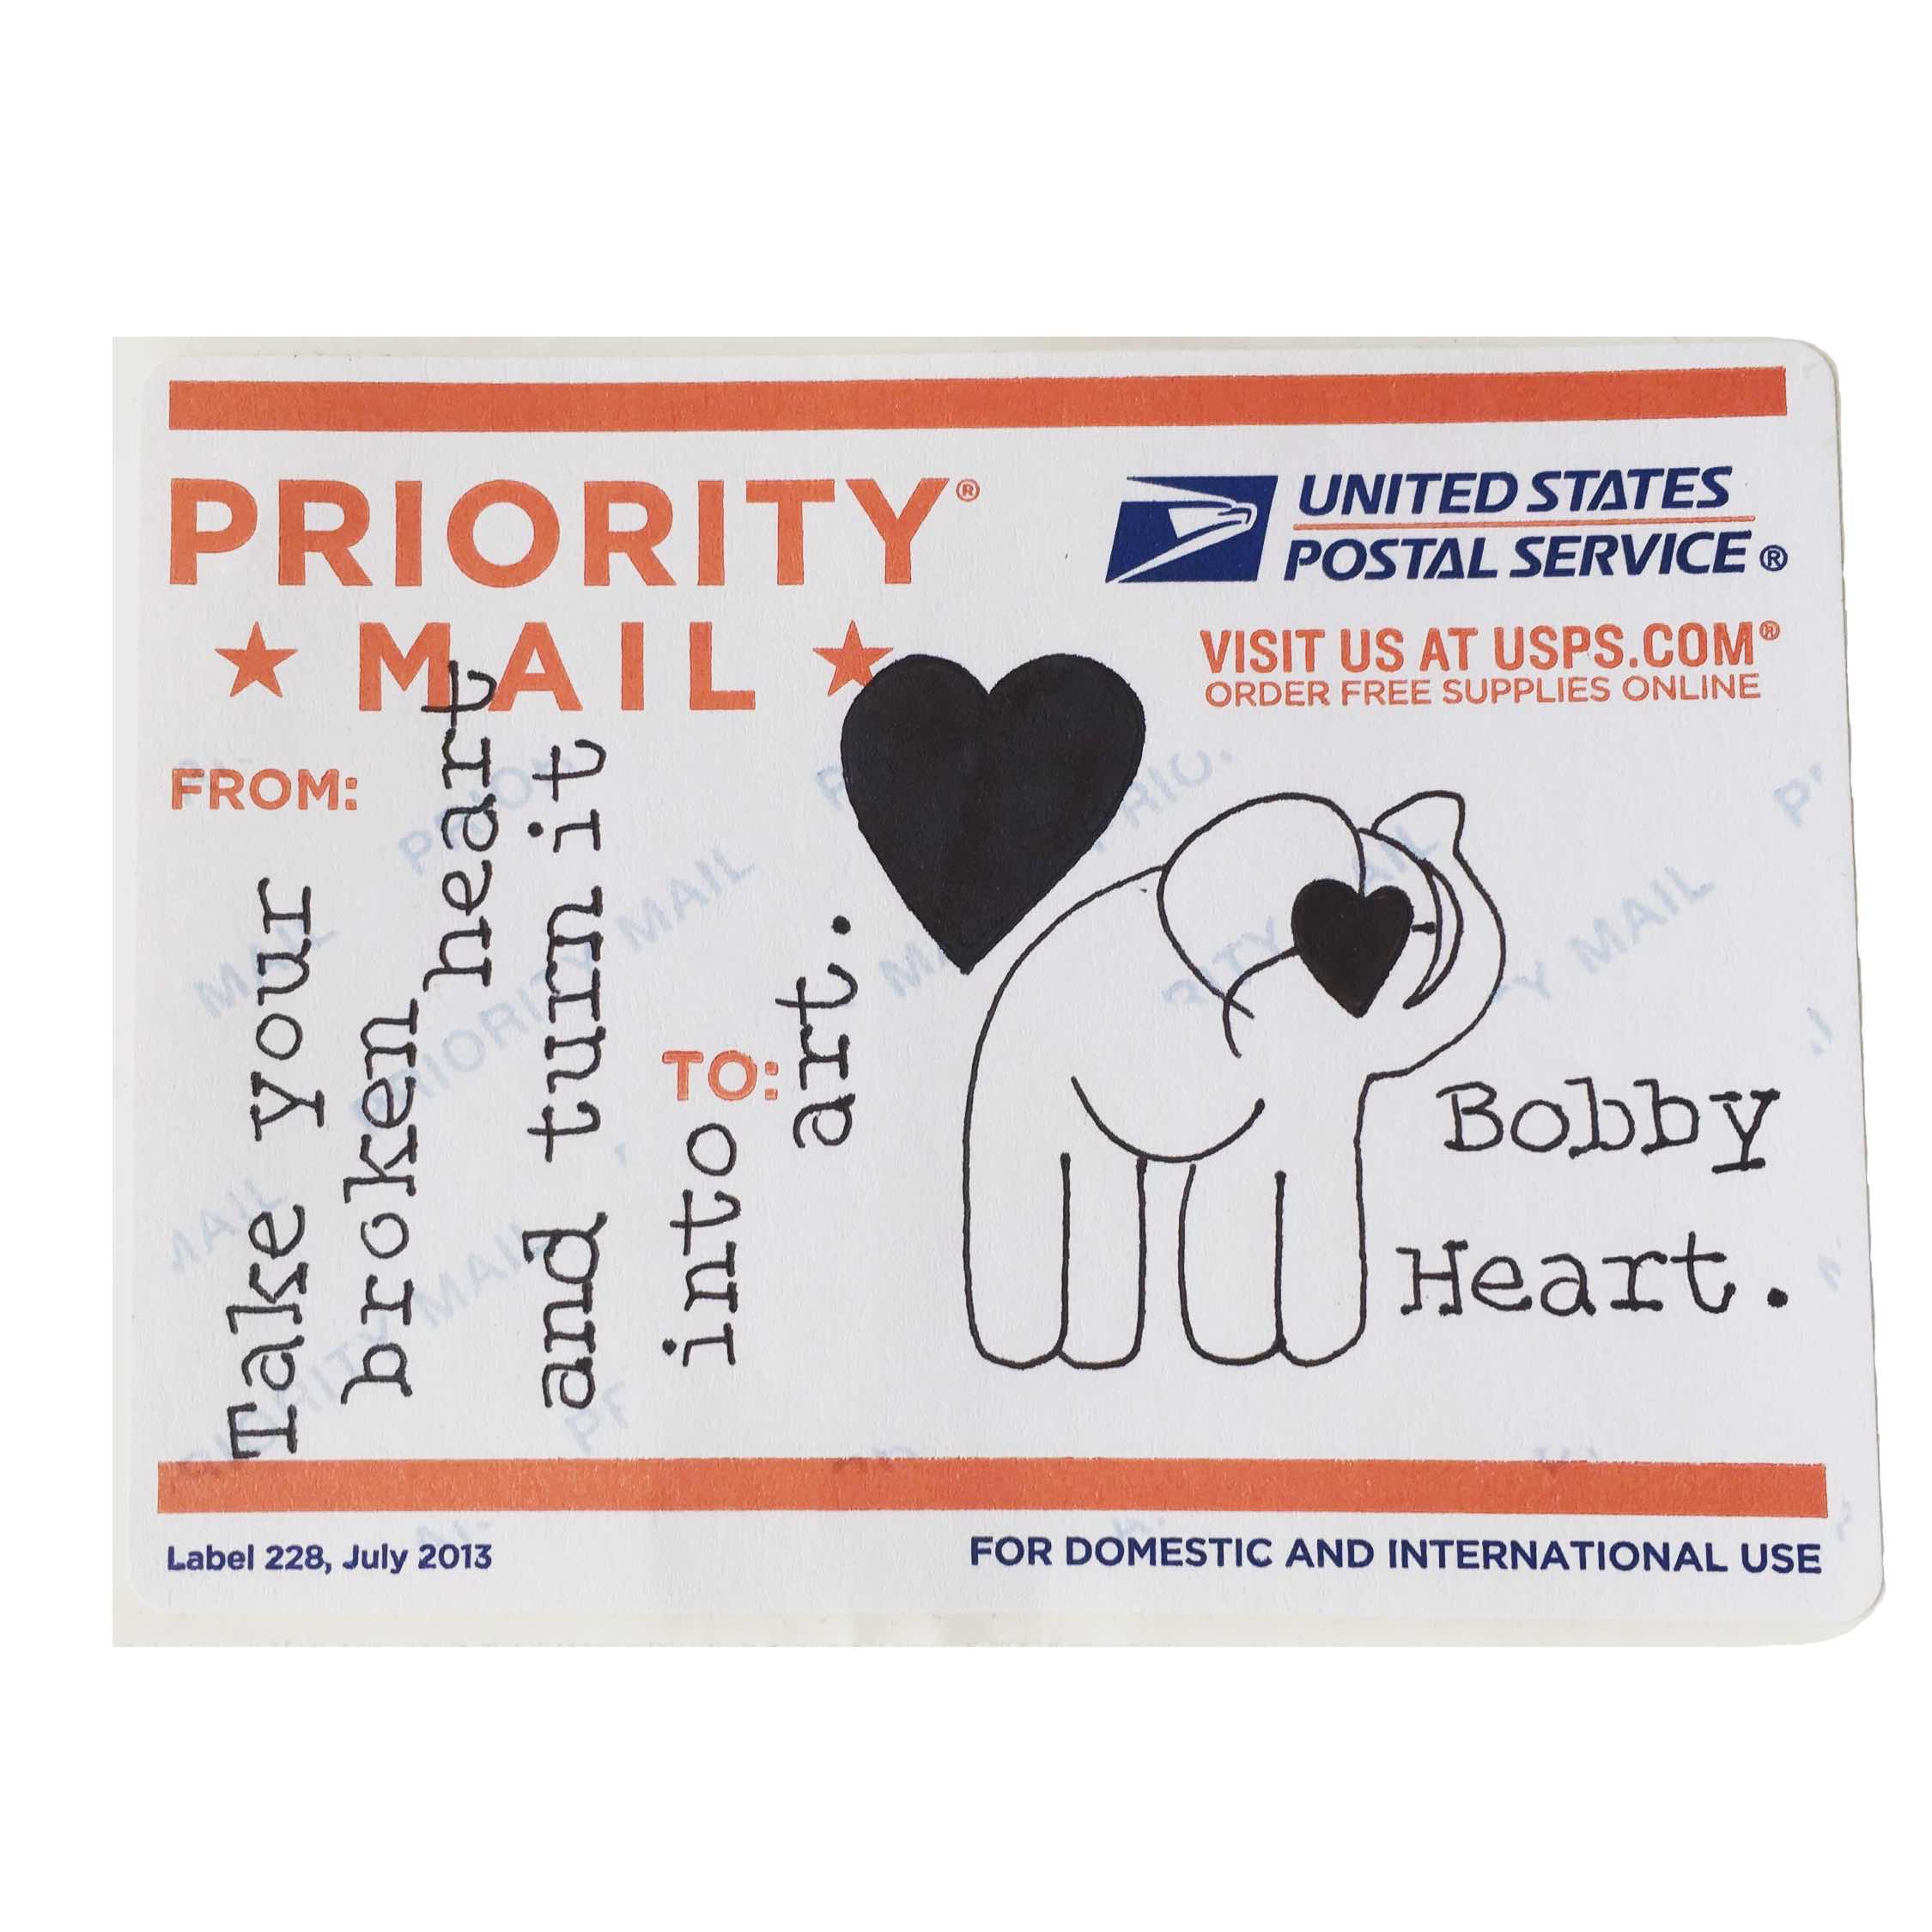 PRIORITY®
★ MAIL ★
UNITED STATES
POSTAL SERVICE®
VISIT US AT USPS.COM®
ORDER FREE SUPPLIES ONLINE
FROM:
Take your
broken heart
and turn it
into
art.
TO:
Bobby
Heart.
Label 228, July 2013
FOR DOMESTIC AND INTERNATIONAL USE